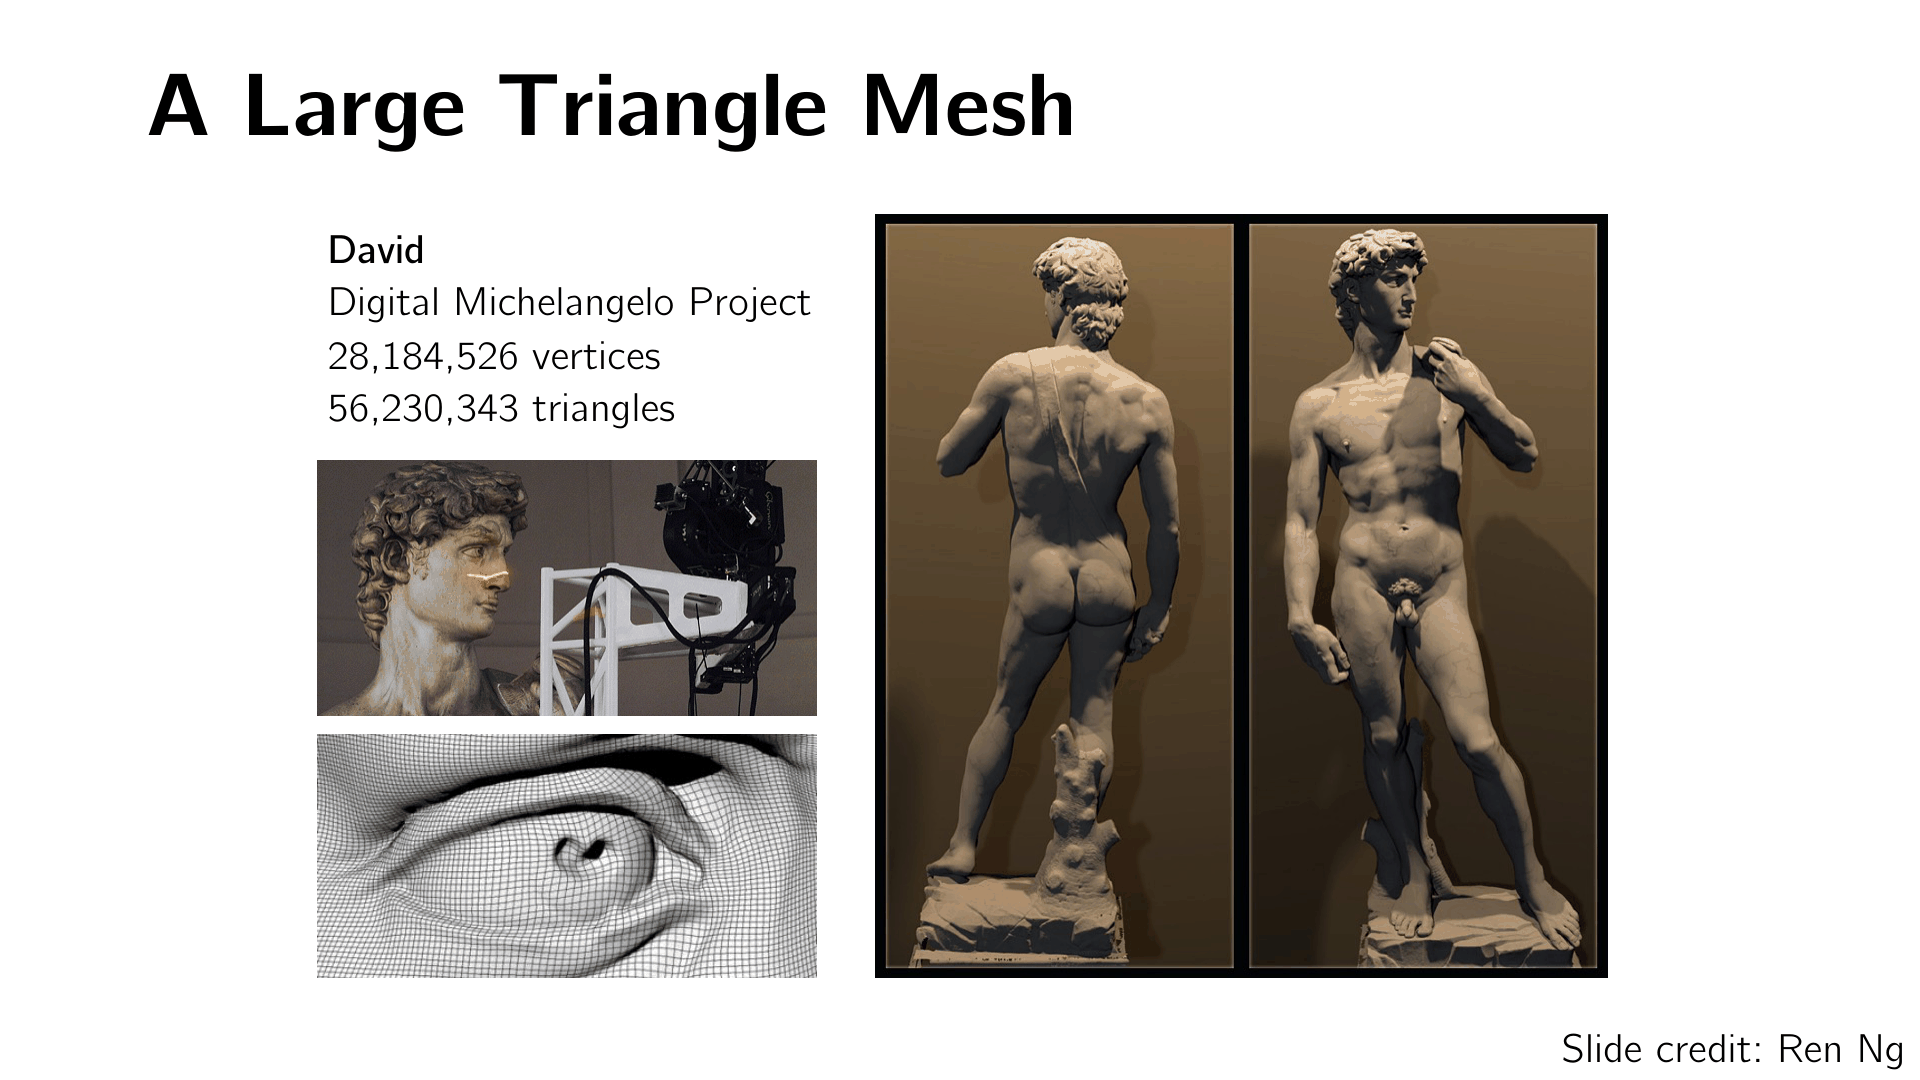 A Large Triangle Mesh
David
Digital Michelangelo Project
28,184,526 vertices
56,230,343 triangles
Slide credit: Ren Ng